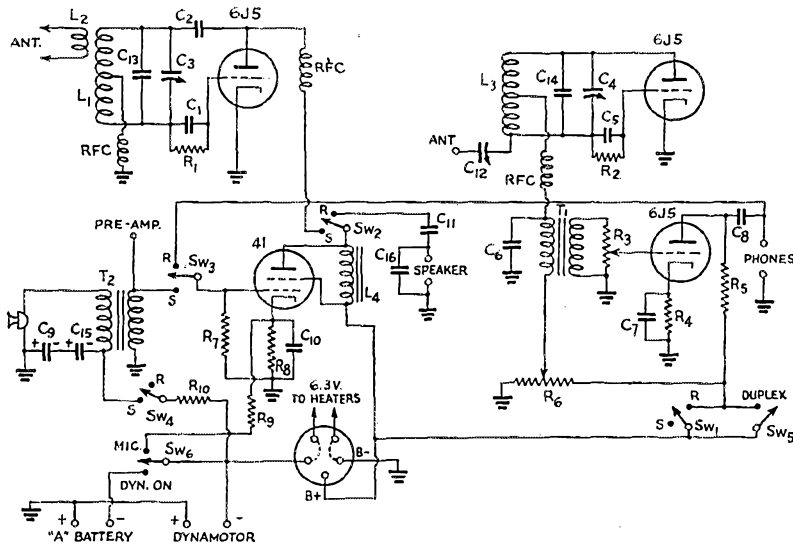 L2
C2
6J5
ANT.
C13
C3
L1
C1
R1
RFC
RFC
6J5
L3
C14
C4
C5
R2
ANT
C12
RFC
PRE-AMP.
R
Sw3
S
T2
+ C9 -
+ C15 -
41
R
S
Sw2
C11
C16
SPEAKER
L4
R7
R8
C10
R9
T1
C6
R3
6J5
C8
PHONES
R5
C7
R4
R6
R
S
Sw4
R10
6.3 V.
TO HEATERS
R
S
Sw1
DUPLEX
Sw5
MIC.
Sw6
DYN. ON
B-
B+
+ -
"A" BATTERY
+ -
DYNAMOTOR